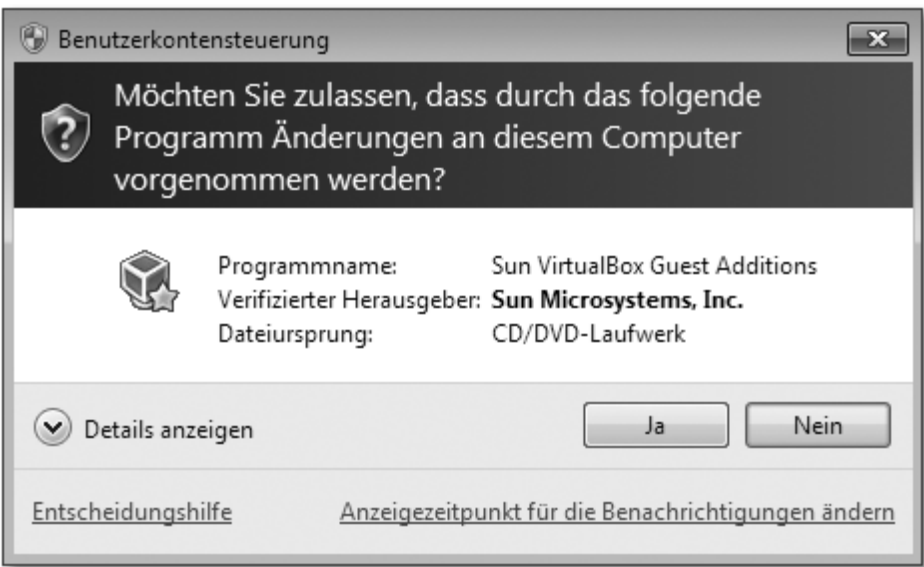 Benutzerkontensteuerung
Möchten Sie zulassen, dass durch das folgende
Programm Änderungen an diesem Computer
vorgenommen werden?
Programmname: Sun VirtualBox Guest Additions
Verifizierter Herausgeber: Sun Microsystems, Inc.
Dateiursprung: CD/DVD-Laufwerk
Details anzeigen Ja Nein
Entscheidungshilfe Anzeigezeitpunkt für die Benachrichtigungen ändern